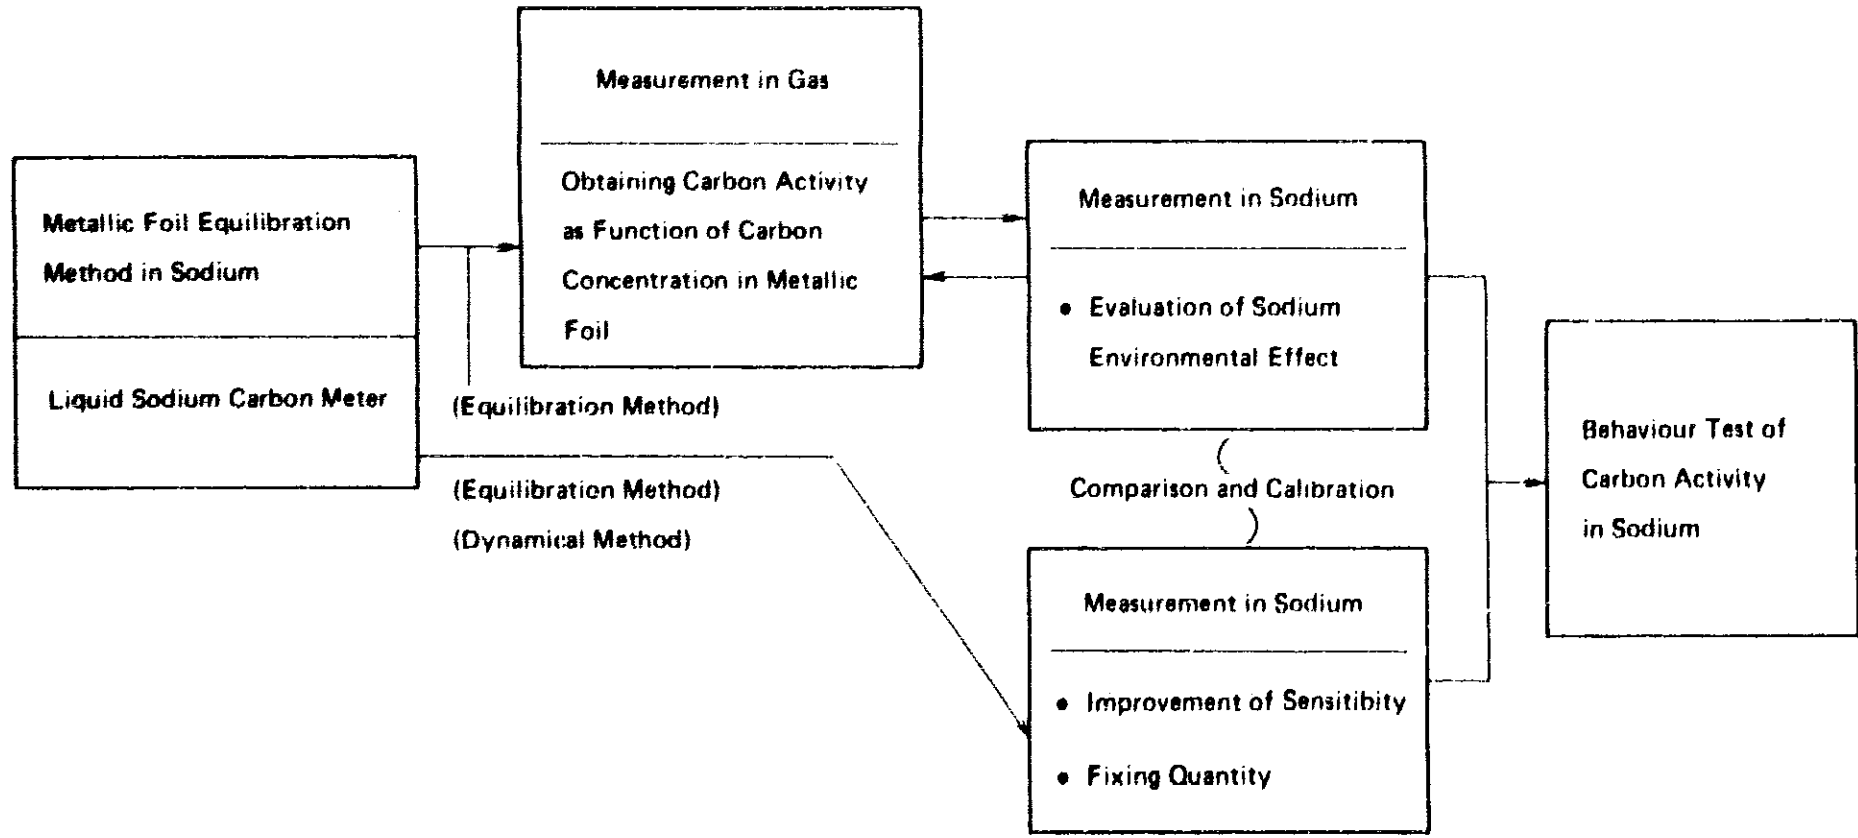 Metallic Foil Equilibration
Method in Sodium
Liquid Sodium Carbon Meter
Measurement in Gas
Obtaining Carbon Activity
as Function of Carbon
Concentration in Metallic
Foil
(Equilibration Method)
(Equilibration Method)
(Dynamical Method)
Measurement in Sodium
• Evaluation of Sodium
Environmental Effect
Comparison and Calibration
Measurement in Sodium
• Improvement of Sensitibity
• Fixing Quantity
Behaviour Test of
Carbon Activity
in Sodium